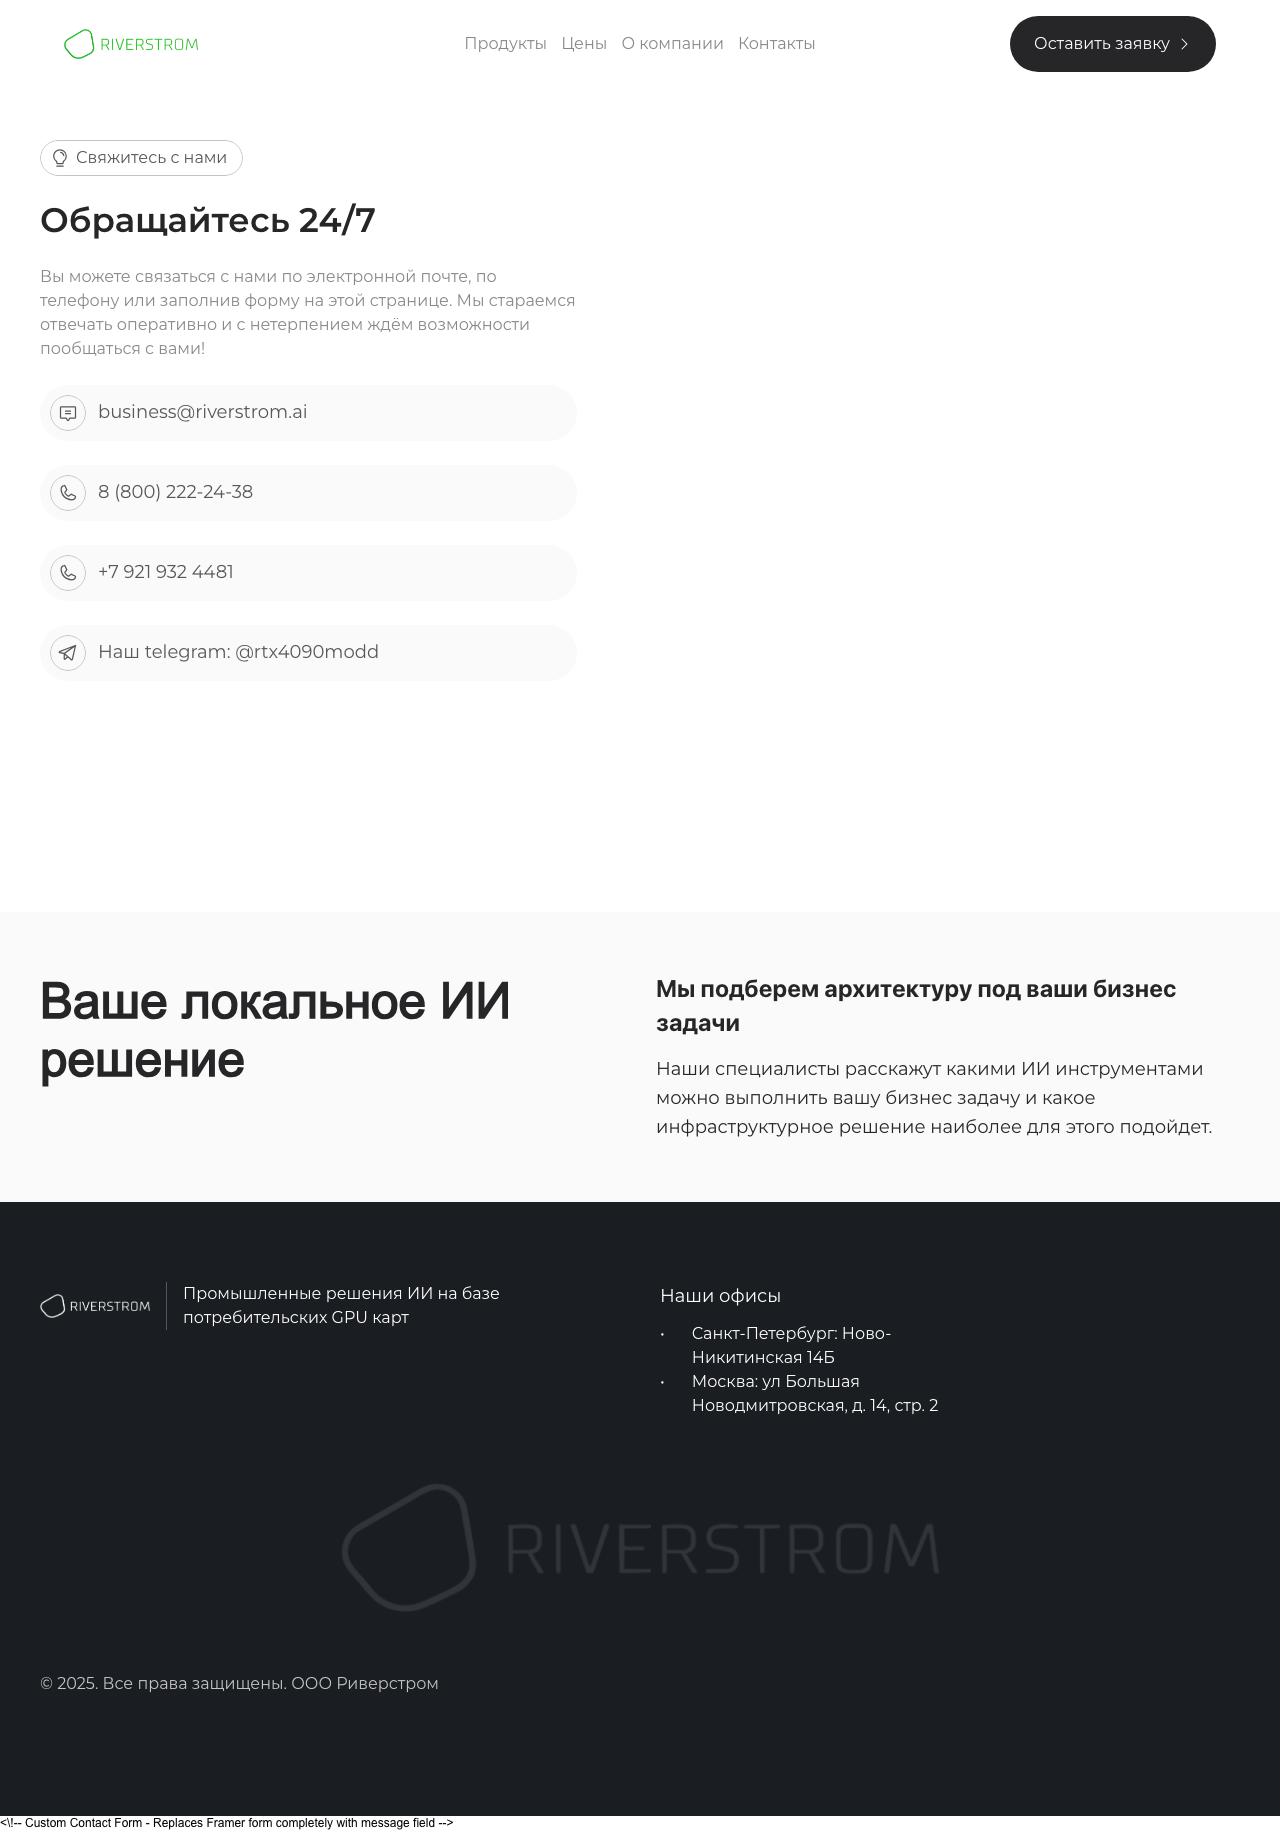 RIVERSTROM
Продукты Цены О компании Контакты
Оставить заявку
Свяжитесь с нами
Обращайтесь 24/7
Вы можете связаться с нами по электронной почте, по
телефону или заполнив форму на этой странице. Мы стараемся
отвечать оперативно и с нетерпением ждём возможности
пообщаться с вами!
business@riverstrom.ai
8 (800) 222-24-38
+7 921 932 4481
Наш telegram: @rtx4090modd
Ваше локальное ИИ
решение
Мы подберем архитектуру под ваши бизнес
задачи
Наши специалисты расскажут какими ИИ инструментами
можно выполнить вашу бизнес задачу и какое
инфраструктурное решение наиболее для этого подойдет.
RIVERSTROM
Промышленные решения ИИ на базе
потребительских GPU карт
Наши офисы
• Санкт-Петербург: Ново-
Никитинская 14Б
• Москва: ул Большая
Новодмитровская, д. 14, стр. 2
RIVERSTROM
© 2025. Все права защищены. ООО Риверстром
<\!-- Custom Contact Form - Replaces Framer form completely with message field -->